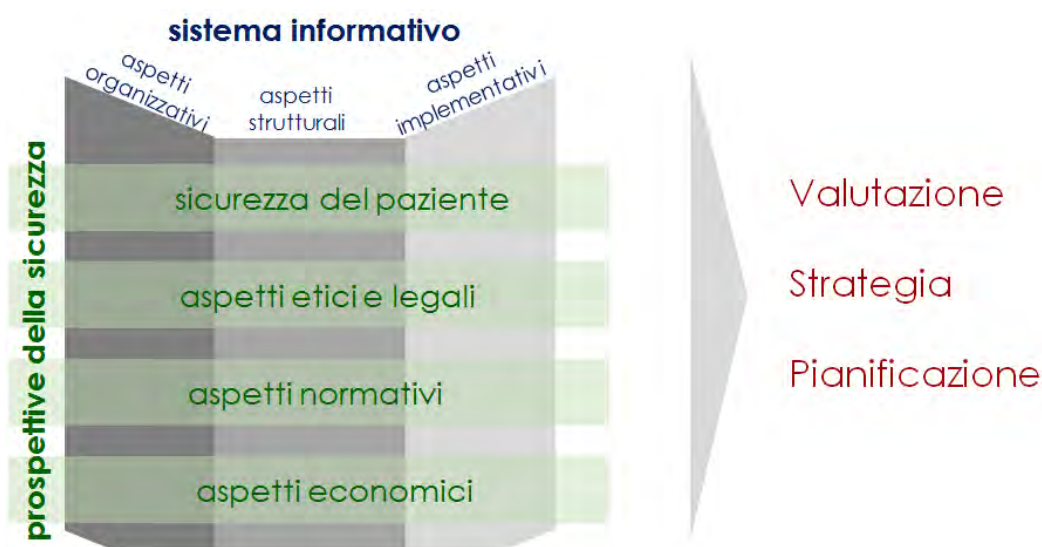 sistema informativo
aspetti
organizzativi
aspetti
strutturali
aspetti
implementativi
prospettive della sicurezza
sicurezza del paziente
aspetti etici e legali
aspetti normativi
aspetti economici
Valutazione
Strategia
Pianificazione